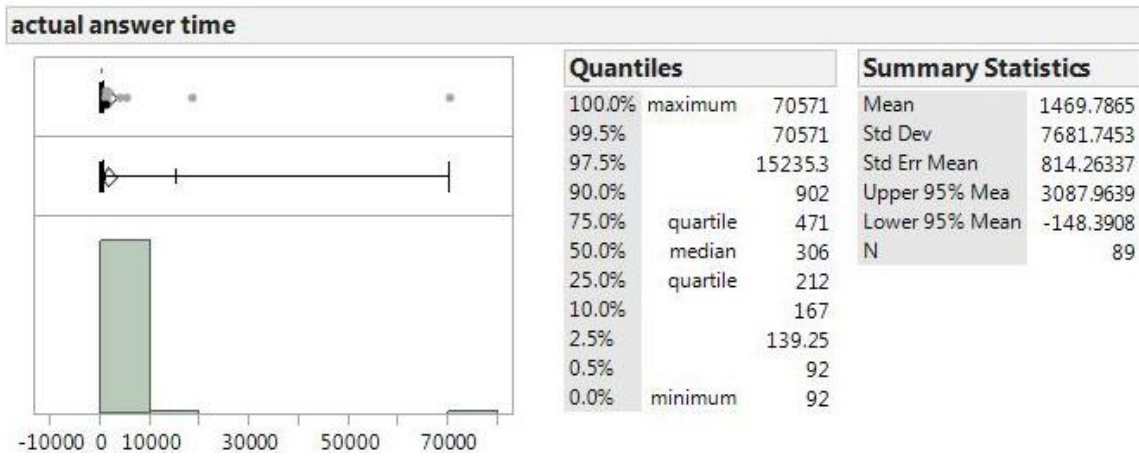 actual answer time
Quantiles
100.0% maximum 70571
99.5% 70571
97.5% 15235.3
90.0% 902
75.0% quartile 471
50.0% median 306
25.0% quartile 212
10.0% 167
2.5% 139.25
0.5% 92
0.0% minimum 92
Summary Statistics
Mean 1469.7865
Std Dev 7681.7453
Std Err Mean 814.26337
Upper 95% Mea 3087.9639
Lower 95% Mean -148.3908
N 89
-10000 0 10000 30000 50000 70000